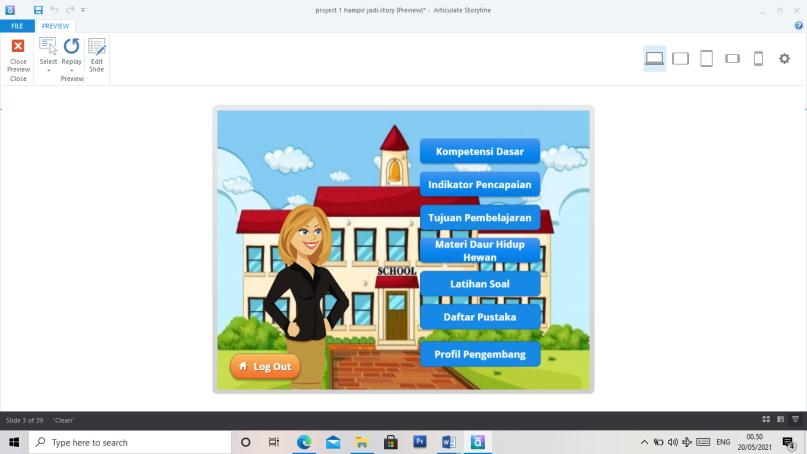 project 1 hampir jadi.story (Preview)* - Articulate Storyline
FILE
PREVIEW
Close Preview
Select
Replay
Edit Slide
Close
Preview
Kompetensi Dasar
Indikator Pencapaian
Tujuan Pembelajaran
Materi Daur Hidup
Hewan
SCHOOL
Latihan Soal
Daftar Pustaka
Profil Pengembang
Log Out
Slide 3 of 39 "Clean"
Type here to search
Ps
W
ENG
00.50
20/05/2021
4